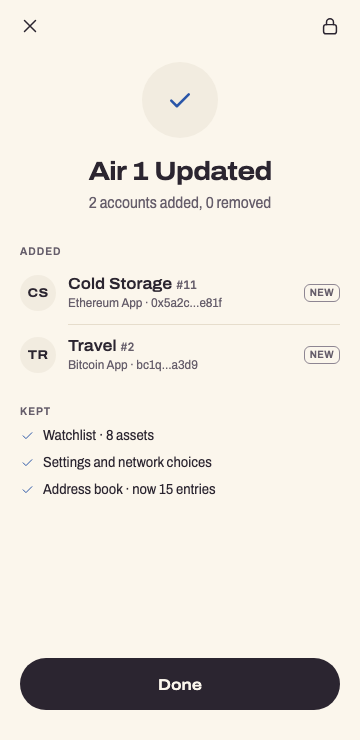 Air 1 Updated
2 accounts added, 0 removed
ADDED
CS
Cold Storage #11
Ethereum App · 0x5a2c...e81f
NEW
TR
Travel #2
Bitcoin App · bc1q...a3d9
NEW
KEPT
Watchlist · 8 assets
Settings and network choices
Address book · now 15 entries
Done